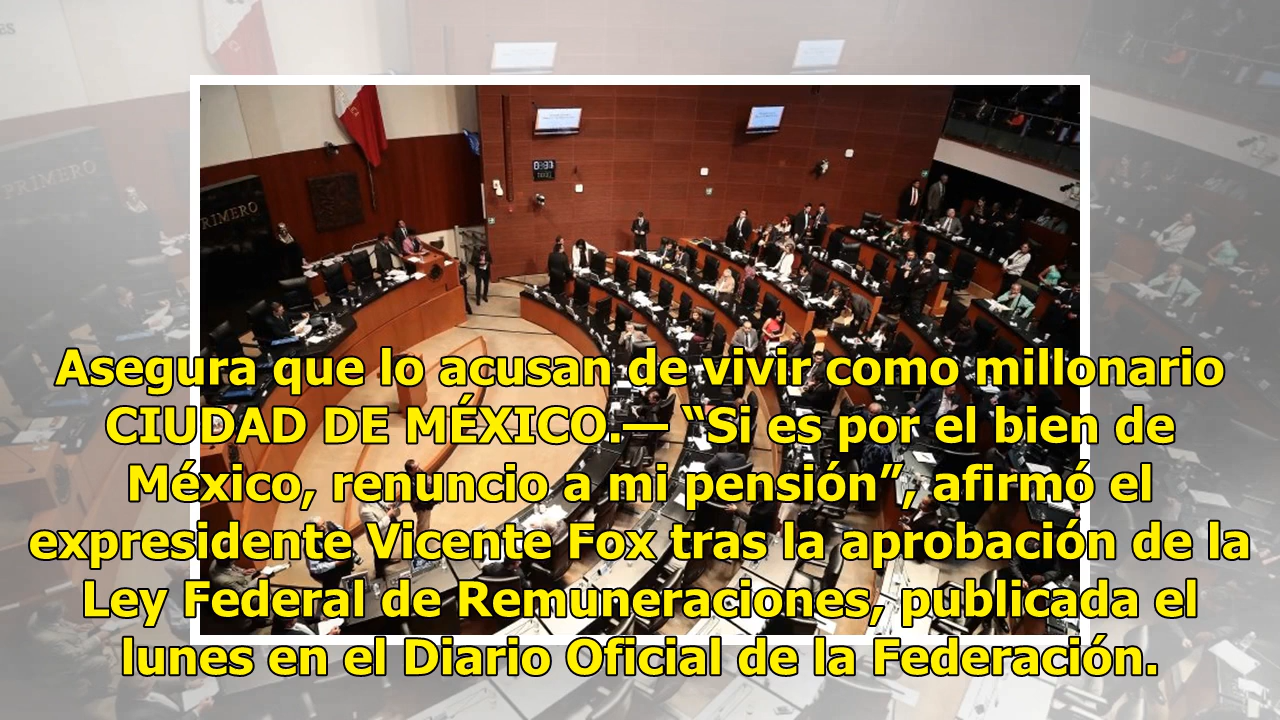 PRIMERO
PRIMERO
Asegura que lo acusan de vivir como millonario
CIUDAD DE MÉXICO.— “Si es por el bien de
México, renuncio a mi pensión”, afirmó el
expresidente Vicente Fox tras la aprobación de la
Ley Federal de Remuneraciones, publicada el
lunes en el Diario Oficial de la Federación.